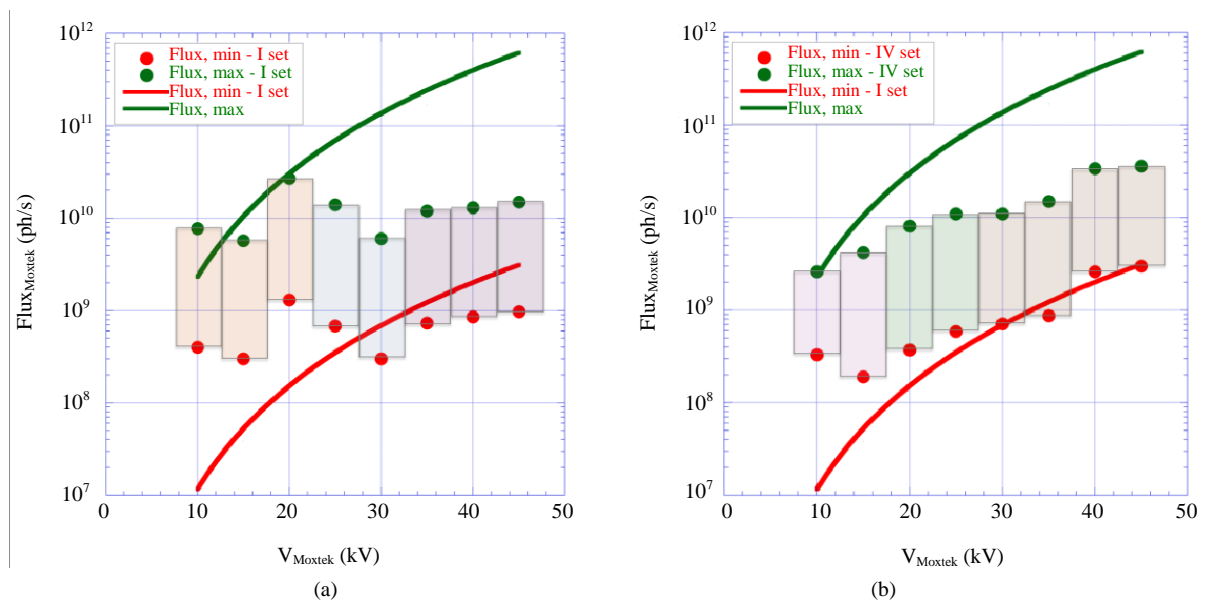 10¹²
Flux, min - I set
Flux, max - I set
Flux, min - I set
Flux, max
10¹¹
10¹⁰
10⁹
10⁸
10⁷
Flux_Moxtek (ph/s)
0 10 20 30 40 50
V_Moxtek (kV)
(a)
10¹²
Flux, min - IV set
Flux, max - IV set
Flux, min - I set
Flux, max
10¹¹
10¹⁰
10⁹
10⁸
10⁷
Flux_Moxtek (ph/s)
0 10 20 30 40 50
V_Moxtek (kV)
(b)